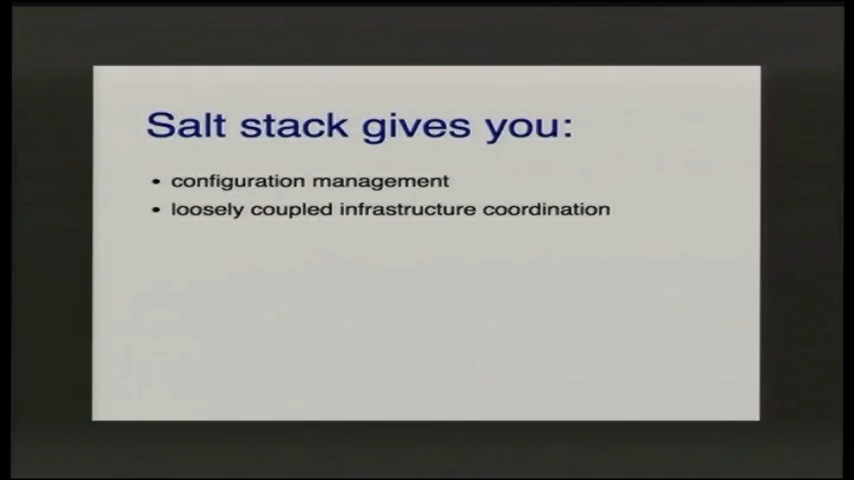 Salt stack gives you:
• configuration management
• loosely coupled infrastructure coordination